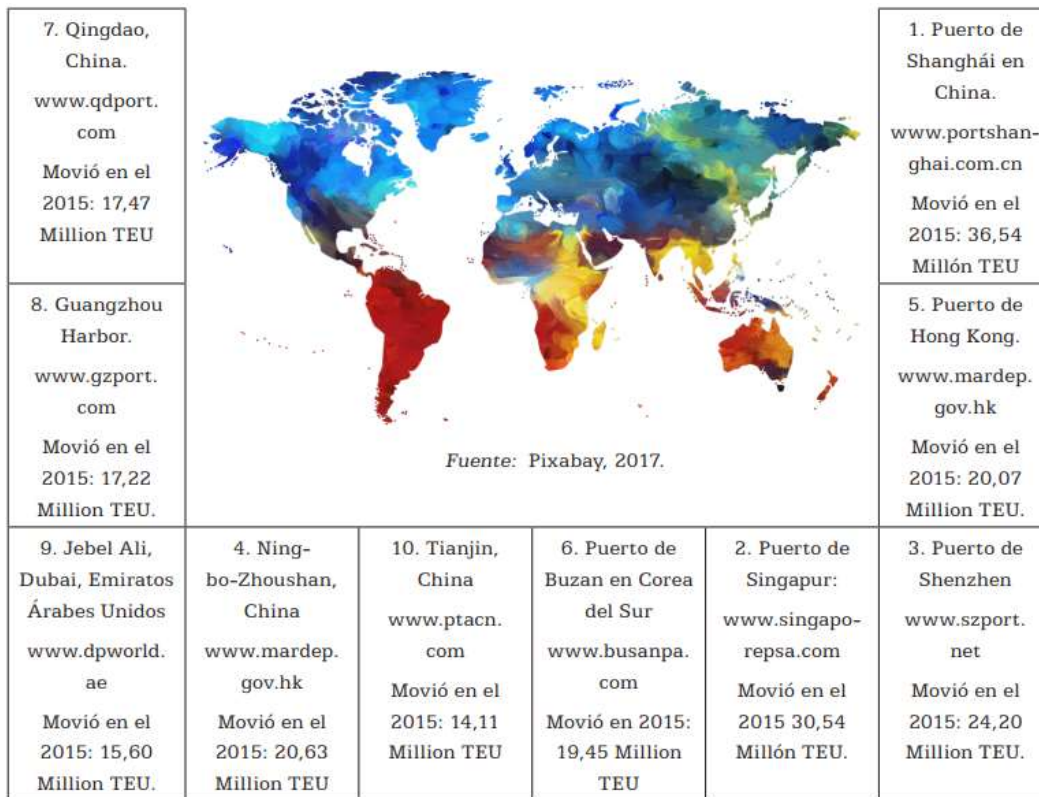 7. Qingdao,
China.
www.qdport.
com
Movió en el
2015: 17,47
Million TEU
1. Puerto de
Shanghái en
China.
www.portshan-
ghai.com.cn
Movió en el
2015: 36,54
Millón TEU
8. Guangzhou
Harbor.
www.gzport.
com
Movió en el
2015: 17,22
Million TEU.
Fuente: Pixabay, 2017.
5. Puerto de
Hong Kong.
www.mardep.
gov.hk
Movió en el
2015: 20,07
Million TEU.
9. Jebel Ali,
Dubai, Emiratos
Árabes Unidos
www.dpworld.
ae
Movió en el
2015: 15,60
Million TEU.
4. Ning-
bo-Zhoushan,
China
www.mardep.
gov.hk
Movió en el
2015: 20,63
Million TEU
10. Tianjin,
China
www.ptacn.
com
Movió en el
2015: 14,11
Million TEU
6. Puerto de
Buzan en Corea
del Sur
www.busanpa.
com
Movió en 2015:
19,45 Million
TEU
2. Puerto de
Singapur:
www.singapo-
repsa.com
Movió en el
2015 30,54
Millón TEU.
3. Puerto de
Shenzhen
www.szport.
net
Movió en el
2015: 24,20
Million TEU.